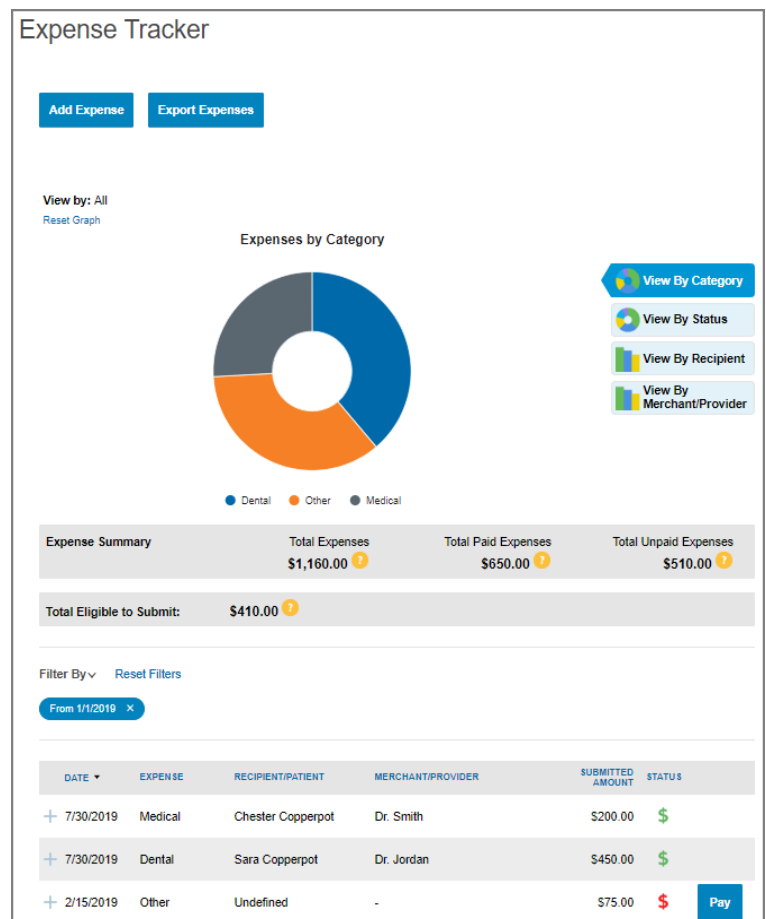 Expense Tracker
Add Expense
Export Expenses
View by: All
Reset Graph
Expenses by Category
View By Category
View By Status
View By Recipient
View By
Merchant/Provider
Dental Other Medical
Expense Summary Total Expenses Total Paid Expenses Total Unpaid Expenses
$1,160.00 ? $650.00 ? $510.00 ?
Total Eligible to Submit: $410.00 ?
Filter By Reset Filters
From 1/1/2019 ×
DATE EXPENSE RECIPIENT/PATIENT MERCHANT/PROVIDER SUBMITTED AMOUNT STATUS
+ 7/30/2019 Medical Chester Copperpot Dr. Smith $200.00 $
+ 7/30/2019 Dental Sara Copperpot Dr. Jordan $450.00 $
+ 2/15/2019 Other Undefined - $75.00 $ Pay